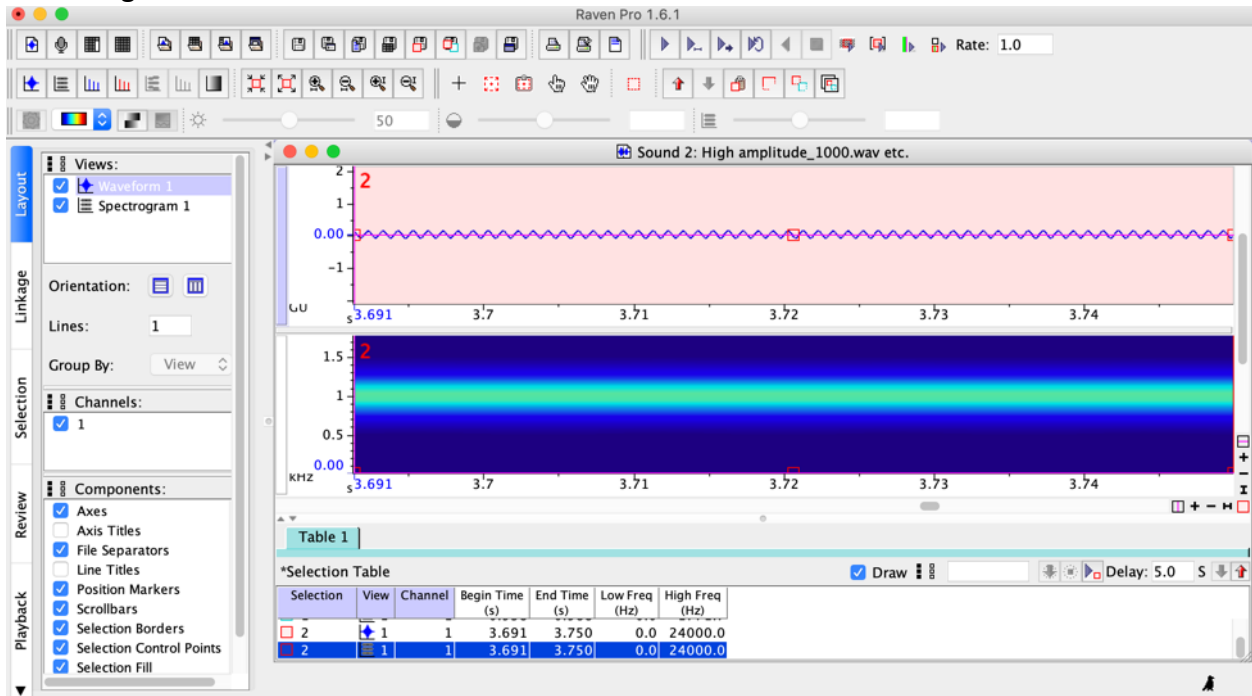 Raven Pro 1.6.1
Rate: 1.0
50
Layout
Linkage
Selection
Review
Playback
Views:
Waveform 1
Spectrogram 1
Orientation:
Lines: 1
Group By: View
Channels:
1
Components:
Axes
Axis Titles
File Separators
Line Titles
Position Markers
Scrollbars
Selection Borders
Selection Control Points
Selection Fill
Sound 2: High amplitude_1000.wav etc.
2
2
1
0.00
-1
GU
s 3.691 3.7 3.71 3.72 3.73 3.74
2
1.5
1
0.5
0.00
KHZ
s 3.691 3.7 3.71 3.72 3.73 3.74
Table 1
*Selection Table
Draw
Delay: 5.0 S
Selection View Channel Begin Time (s) End Time (s) Low Freq (Hz) High Freq (Hz)
2 1 1 3.691 3.750 0.0 24000.0
2 1 1 3.691 3.750 0.0 24000.0